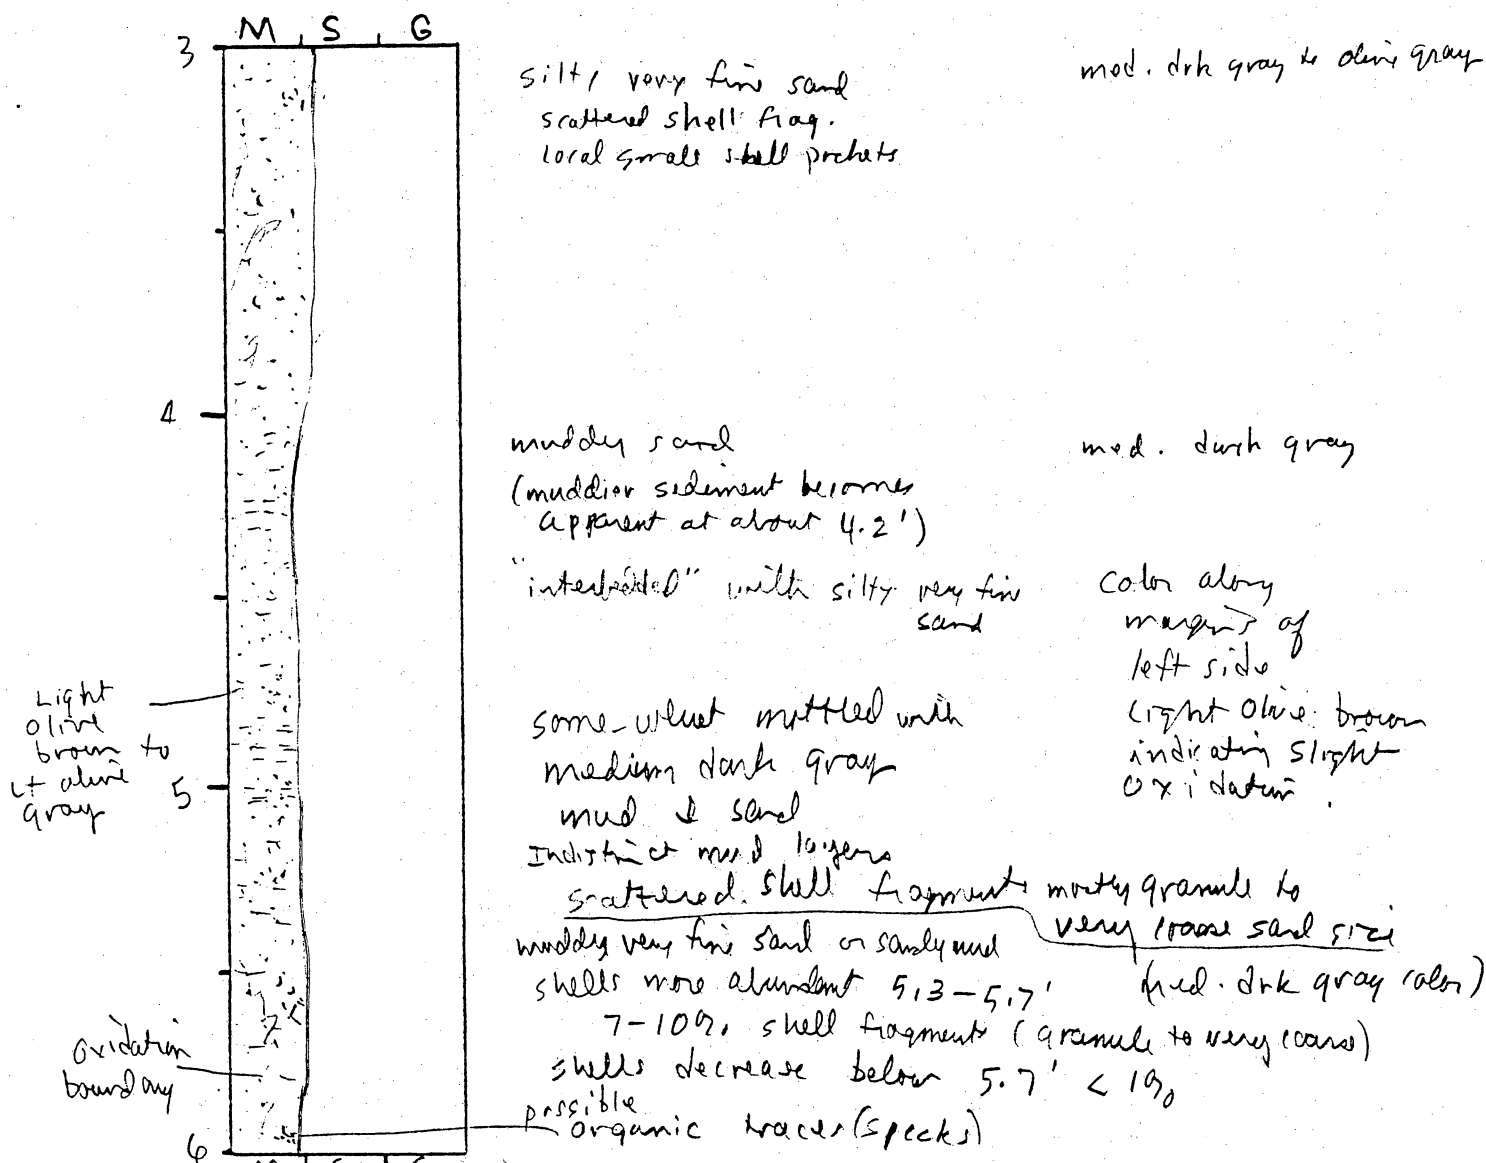 M S G
3
silty very fine sand
scattered shell frag.
local small shell pockets
med. drk gray to olive gray
4
muddy sand
(muddier sediment becomes
apparent at about 4.2')
med. dark gray
"interbedded" with silty very fine
sand
color along
margins of
left side
light olive brown
indicating slight
oxidation.
Light
olive
brown to
lt olive
gray
some-what mottled with
medium dark gray
mud & sand
5
Indistinct mud layers
scattered shell fragments mostly granule to
very coarse sand size
muddy very fine sand or sandy mud
shells more abundant 5.3-5.7' (med. drk gray color)
7-10% shell fragments (granule to very coarse)
shells decrease below 5.7' < 1%
oxidation
boundary
possible
organic traces (specks)
6
M S G